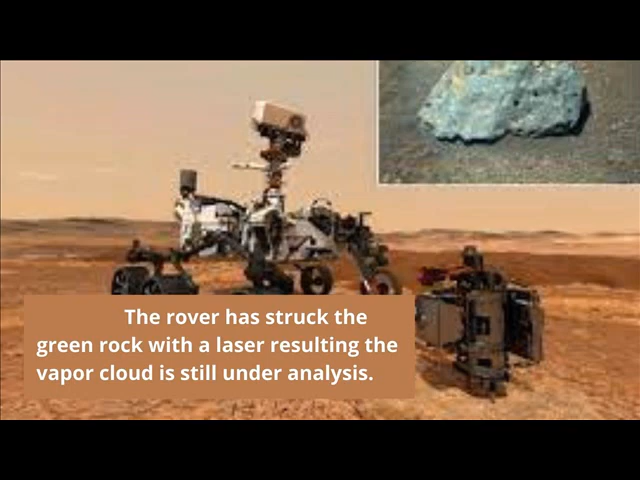 The rover has struck the
green rock with a laser resulting the
vapor cloud is still under analysis.